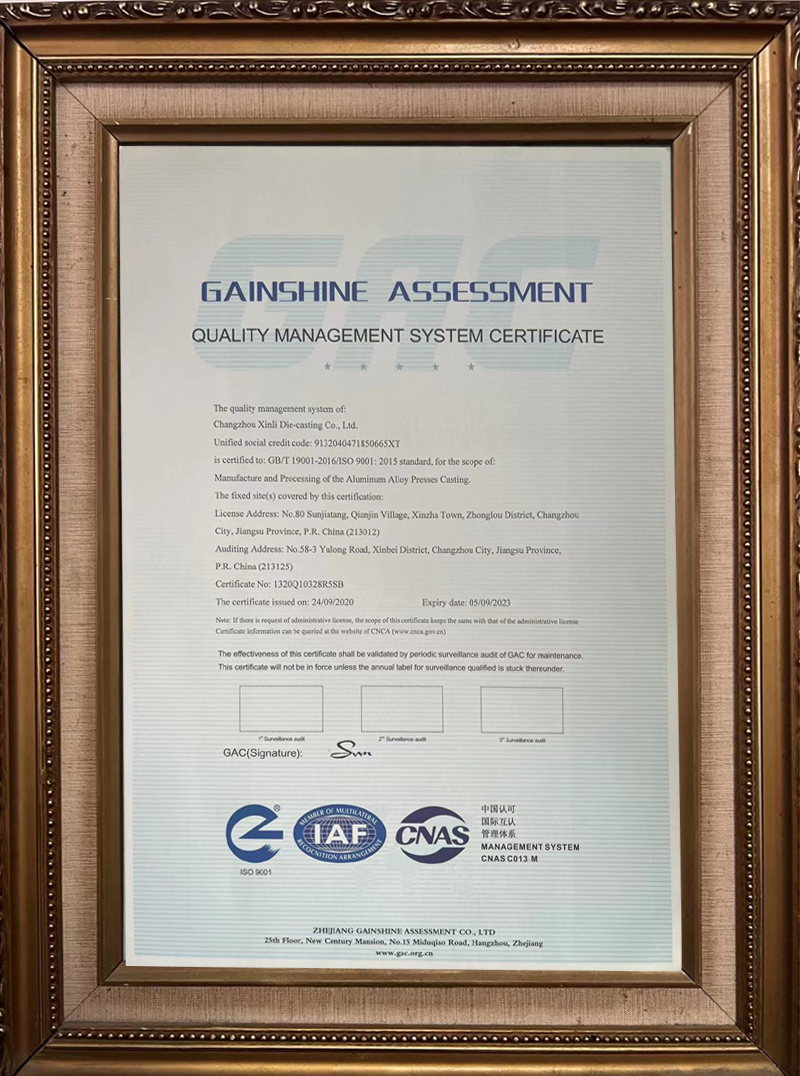 GAC
GAINSHINE ASSESSMENT
QUALITY MANAGEMENT SYSTEM CERTIFICATE
The quality management system of:
Changzhou Xinli Die-casting Co., Ltd.
Unified social credit code: 9132040471850665XT
is certified to: GB/T 19001-2016/ISO 9001: 2015 standard, for the scope of:
Manufacture and Processing of the Aluminum Alloy Presses Casting.
The fixed site(s) covered by this certification:
License Address: No.80 Sunjiatang, Qianjin Village, Xinzha Town, Zhonglou District, Changzhou
City, Jiangsu Province, P.R. China (213012)
Auditing Address: No.58-3 Yulong Road, Xinbei District, Changzhou City, Jiangsu Province,
P.R. China (213125)
Certificate No: 1320Q10328R5SB
The certificate issued on: 24/09/2020 Expiry date: 05/09/2023
Note: If there is request of administrative license, the scope of this certificate keeps the same with that of the administrative license
Certificate information can be queried at the website of CNCA (www.cnca.gov.cn)
The effectiveness of this certificate shall be validated by periodic surveillance audit of GAC for maintenance.
This certificate will not be in force unless the annual label for surveillance qualified is stuck thereunder.
1st Surveillance audit 2nd Surveillance audit 3rd Surveillance audit
GAC(Signature): Sun
®
ISO 9001
MEMBER OF MULTILATERAL
IAF
RECOGNITION ARRANGEMENT
CNAS
中国认可
国际互认
管理体系
MANAGEMENT SYSTEM
CNAS C013-M
ZHEJIANG GAINSHINE ASSESSMENT CO., LTD
25th Floor, New Century Mansion, No.15 Miduqiao Road, Hangzhou, Zhejiang
www.gac.org.cn